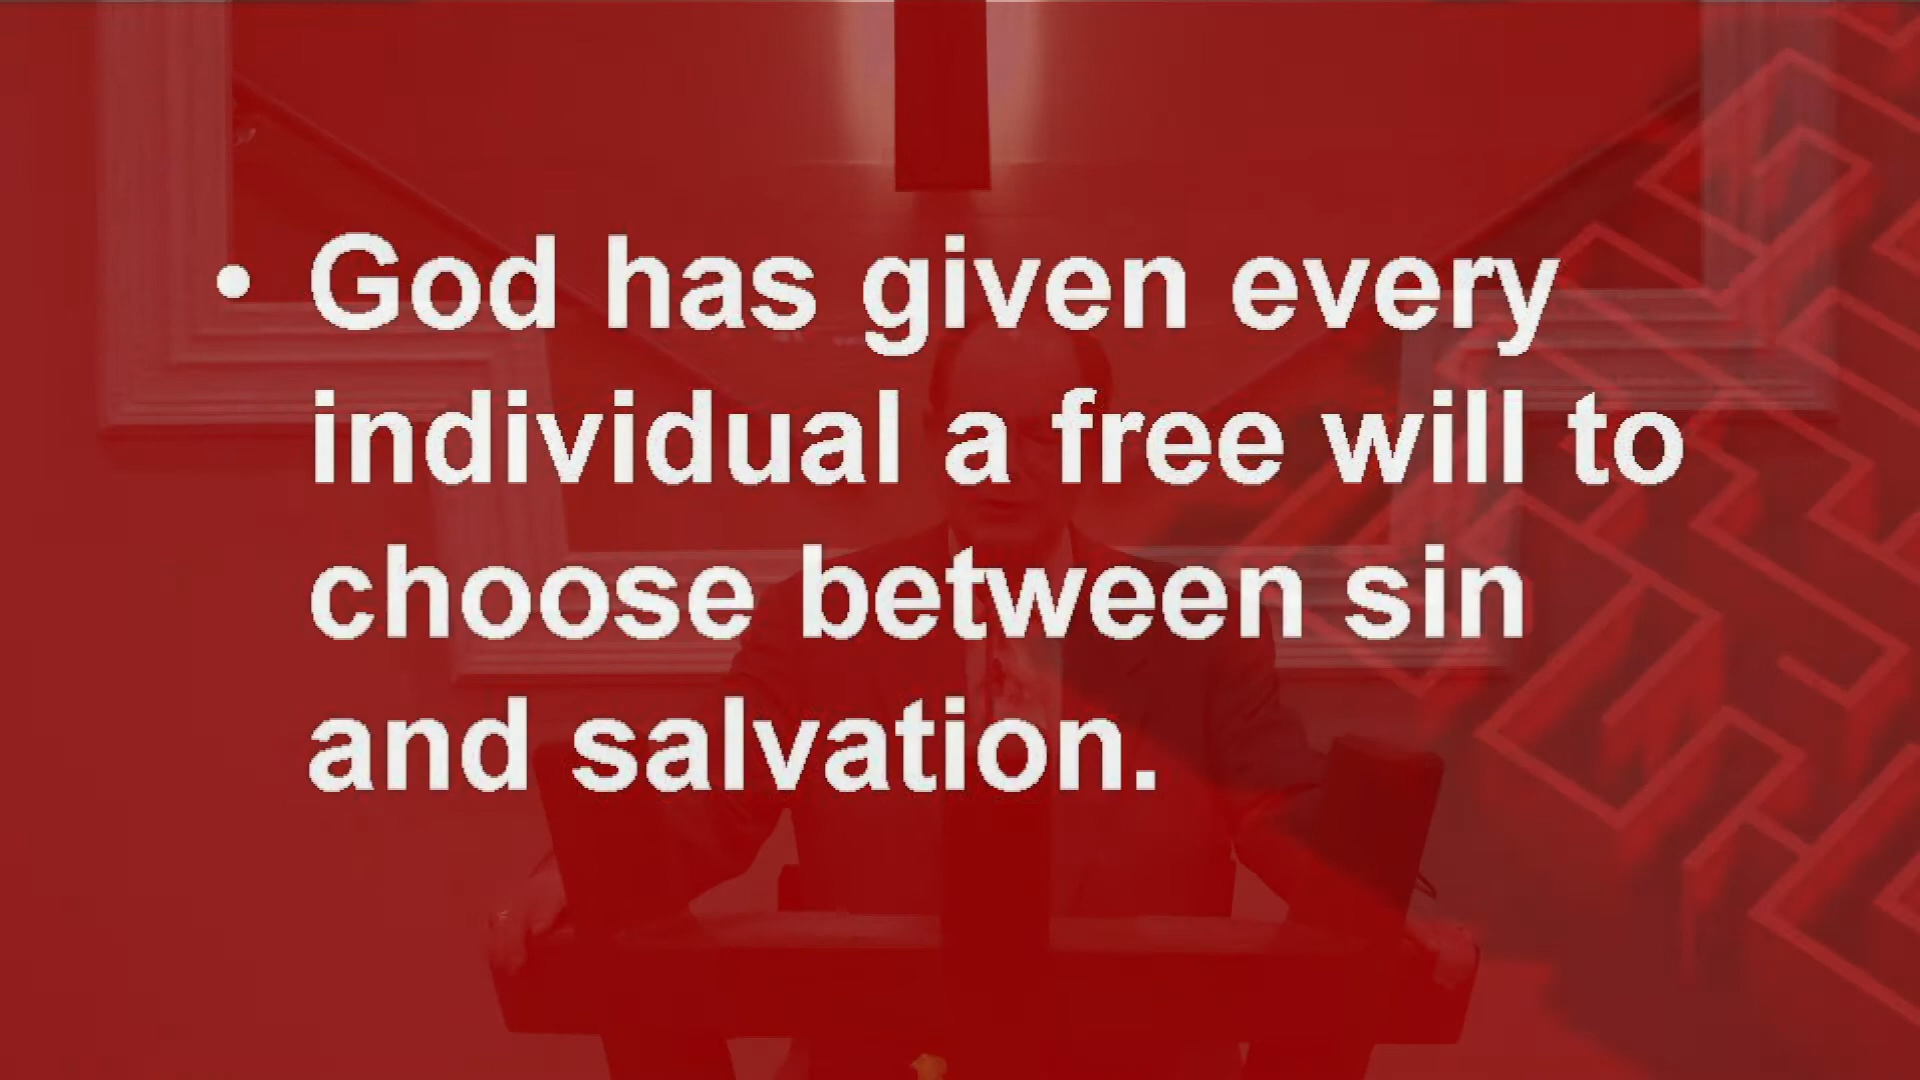 • God has given every
individual a free will to
choose between sin
and salvation.